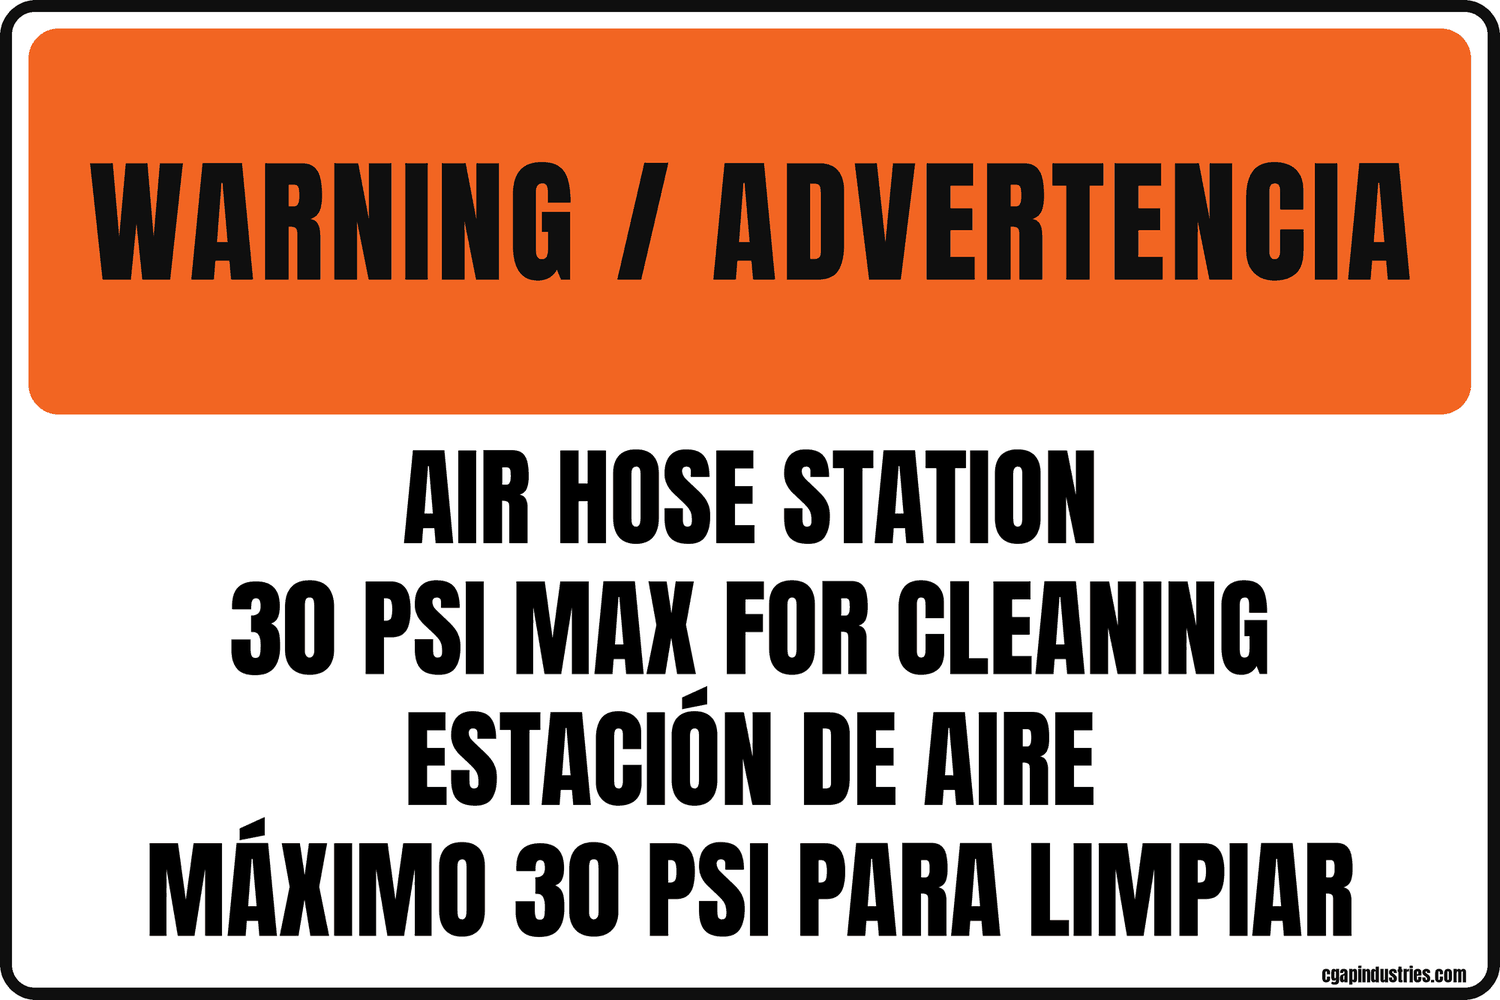 WARNING / ADVERTENCIA
AIR HOSE STATION
30 PSI MAX FOR CLEANING
ESTACIÓN DE AIRE
MÁXIMO 30 PSI PARA LIMPIAR
cgapindustries.com